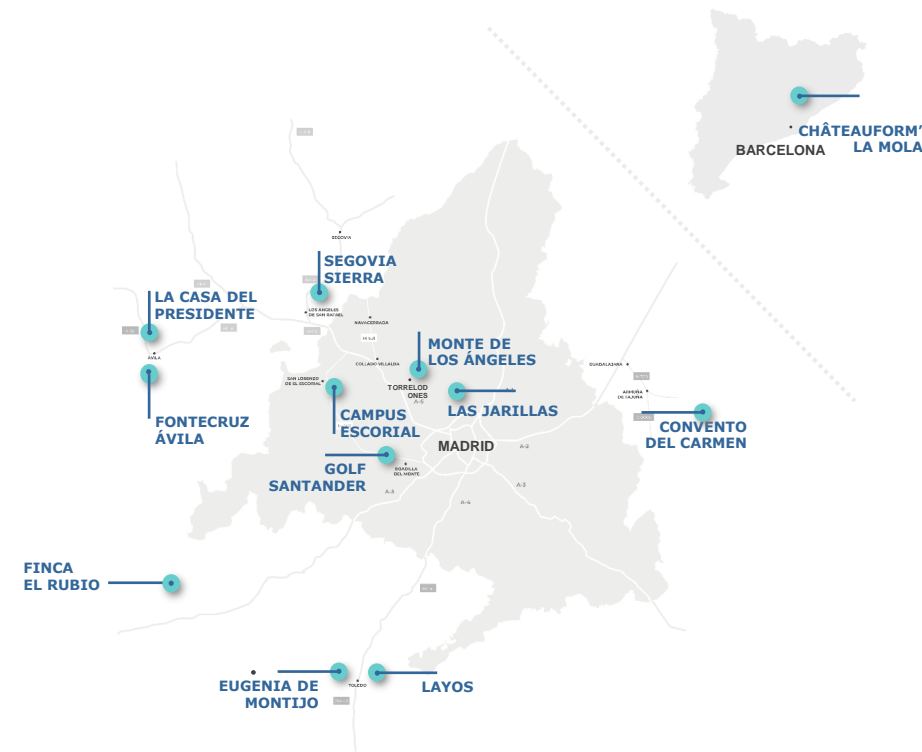 CHÂTEAUFORM'
LA MOLA
BARCELONA
SEGOVIA
SEGOVIA
SIERRA
LA CASA DEL
PRESIDENTE
LOS ÁNGELES
DE SAN RAFAEL
NAVACERRADA
MONTE DE
LOS ÁNGELES
ÁVILA
COLLADO VILLALBA
GUADALAJARA
SAN LORENZO
DE EL ESCORIAL
TORRELOD
ONES
A-6
ARMUÑA
DE TAJUÑA
LAS JARILLAS
FONTECRUZ
ÁVILA
CAMPUS
ESCORIAL
CONVENTO
DEL CARMEN
MADRID
A-2
GOLF
SANTANDER
BOADILLA
DEL MONTE
A-3
A-5
A-4
FINCA
EL RUBIO
EUGENIA DE
MONTIJO
TOLEDO
LAYOS